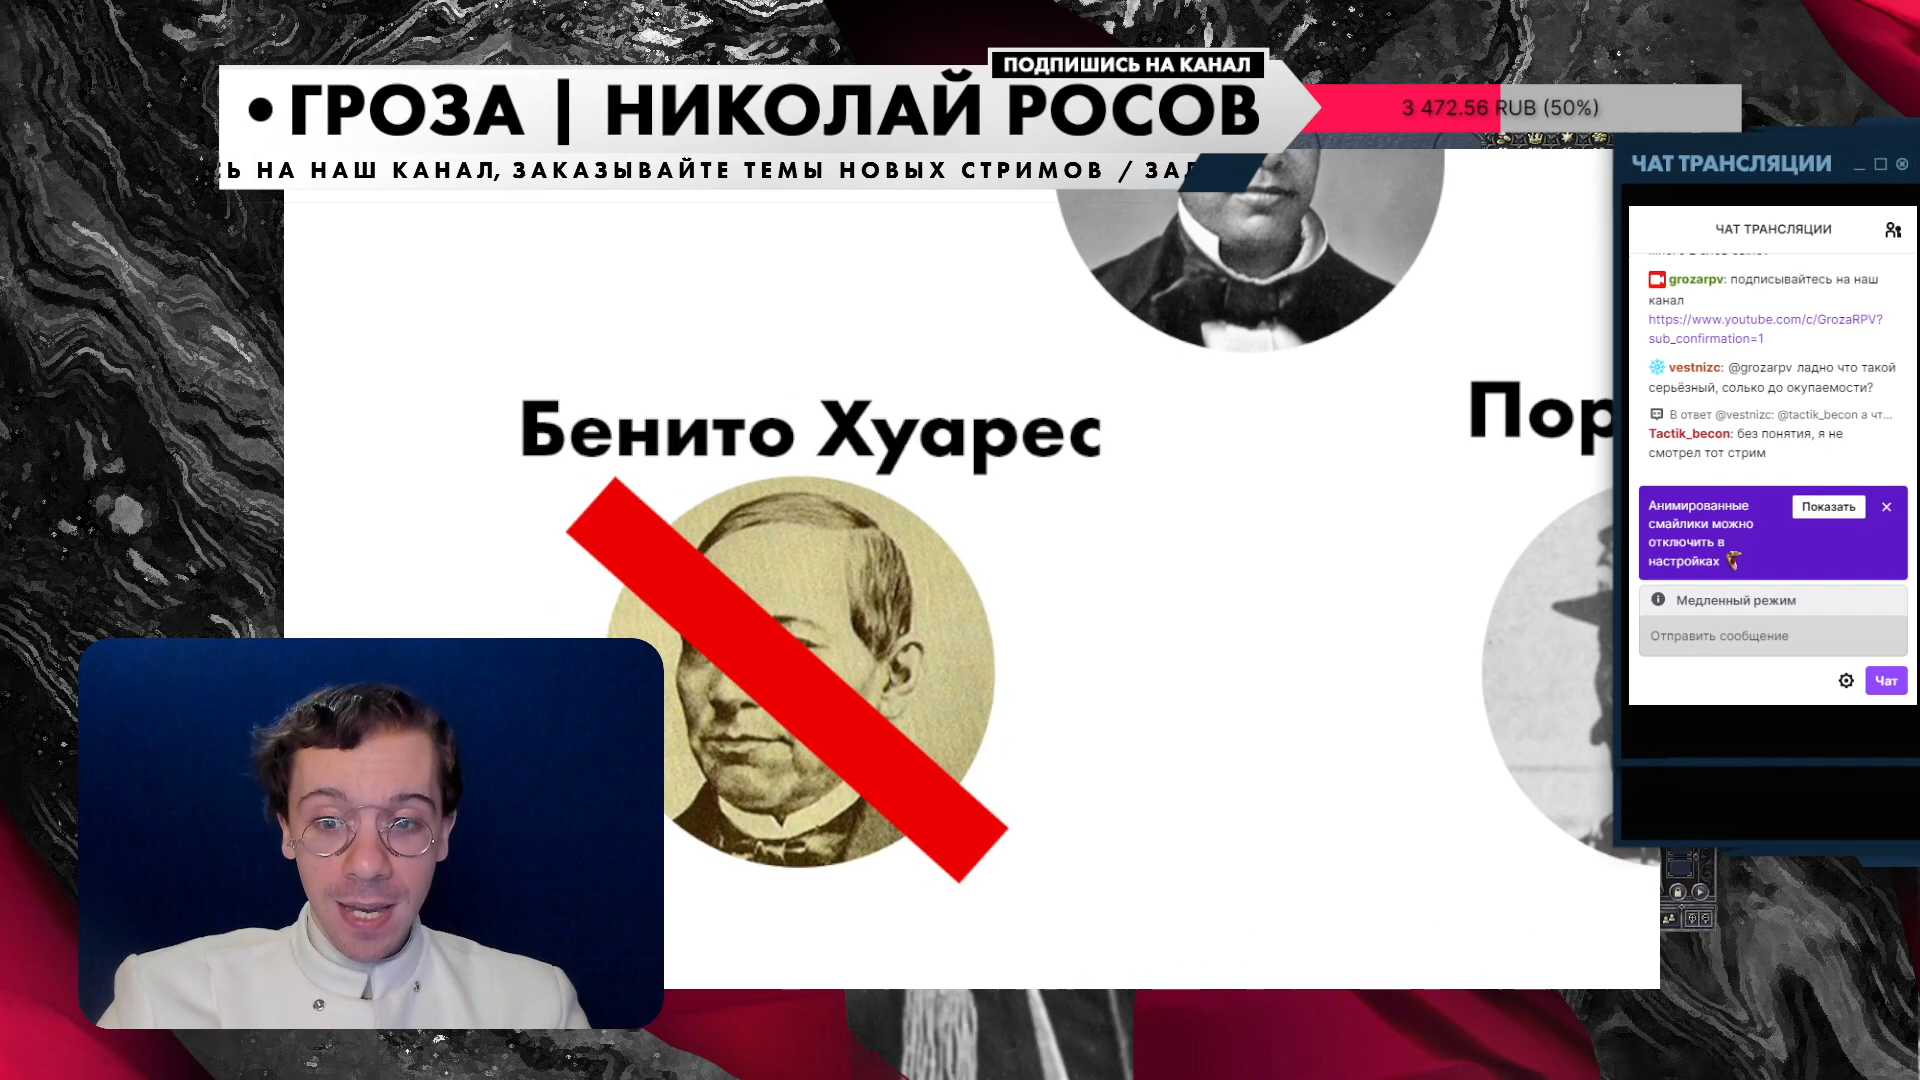 ПОДПИШИСЬ НА КАНАЛ
•ГРОЗА | НИКОЛАЙ РОСОВ
3 472.56 RUB (50%)
НА НАШ КАНАЛ, ЗАКАЗЫВАЙТЕ ТЕМЫ НОВЫХ СТРИМОВ /
ЧАТ ТРАНСЛЯЦИИ
ЧАТ ТРАНСЛЯЦИИ
grozarpv: подписывайтесь на наш
канал
https://www.youtube.com/c/GrozaRPV?
sub_confirmation=1
vestnizc: @grozarpv ладно что такой
серьёзный, солько до окупаемости?
В ответ @vestnizc: @tactik_becon а чт...
Tactik_becon: без понятия, я не
смотрел тот стрим
Анимированные
смайлики можно
отключить в
настройках
Показать
Медленный режим
Отправить сообщение
Чат
Бенито Хуарес
Пор